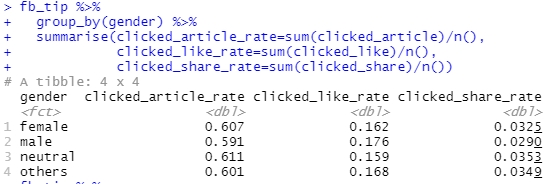 > fb_tip %>%
+   group_by(gender) %>%
+   summarise(clicked_article_rate=sum(clicked_article)/n(),
+             clicked_like_rate=sum(clicked_like)/n(),
+             clicked_share_rate=sum(clicked_share)/n())
# A tibble: 4 x 4
  gender  clicked_article_rate clicked_like_rate clicked_share_rate
  <fct>                  <dbl>             <dbl>              <dbl>
1 female                 0.607             0.162             0.0325
2 male                   0.591             0.176             0.0290
3 neutral                0.611             0.159             0.0353
4 others                 0.601             0.168             0.0349